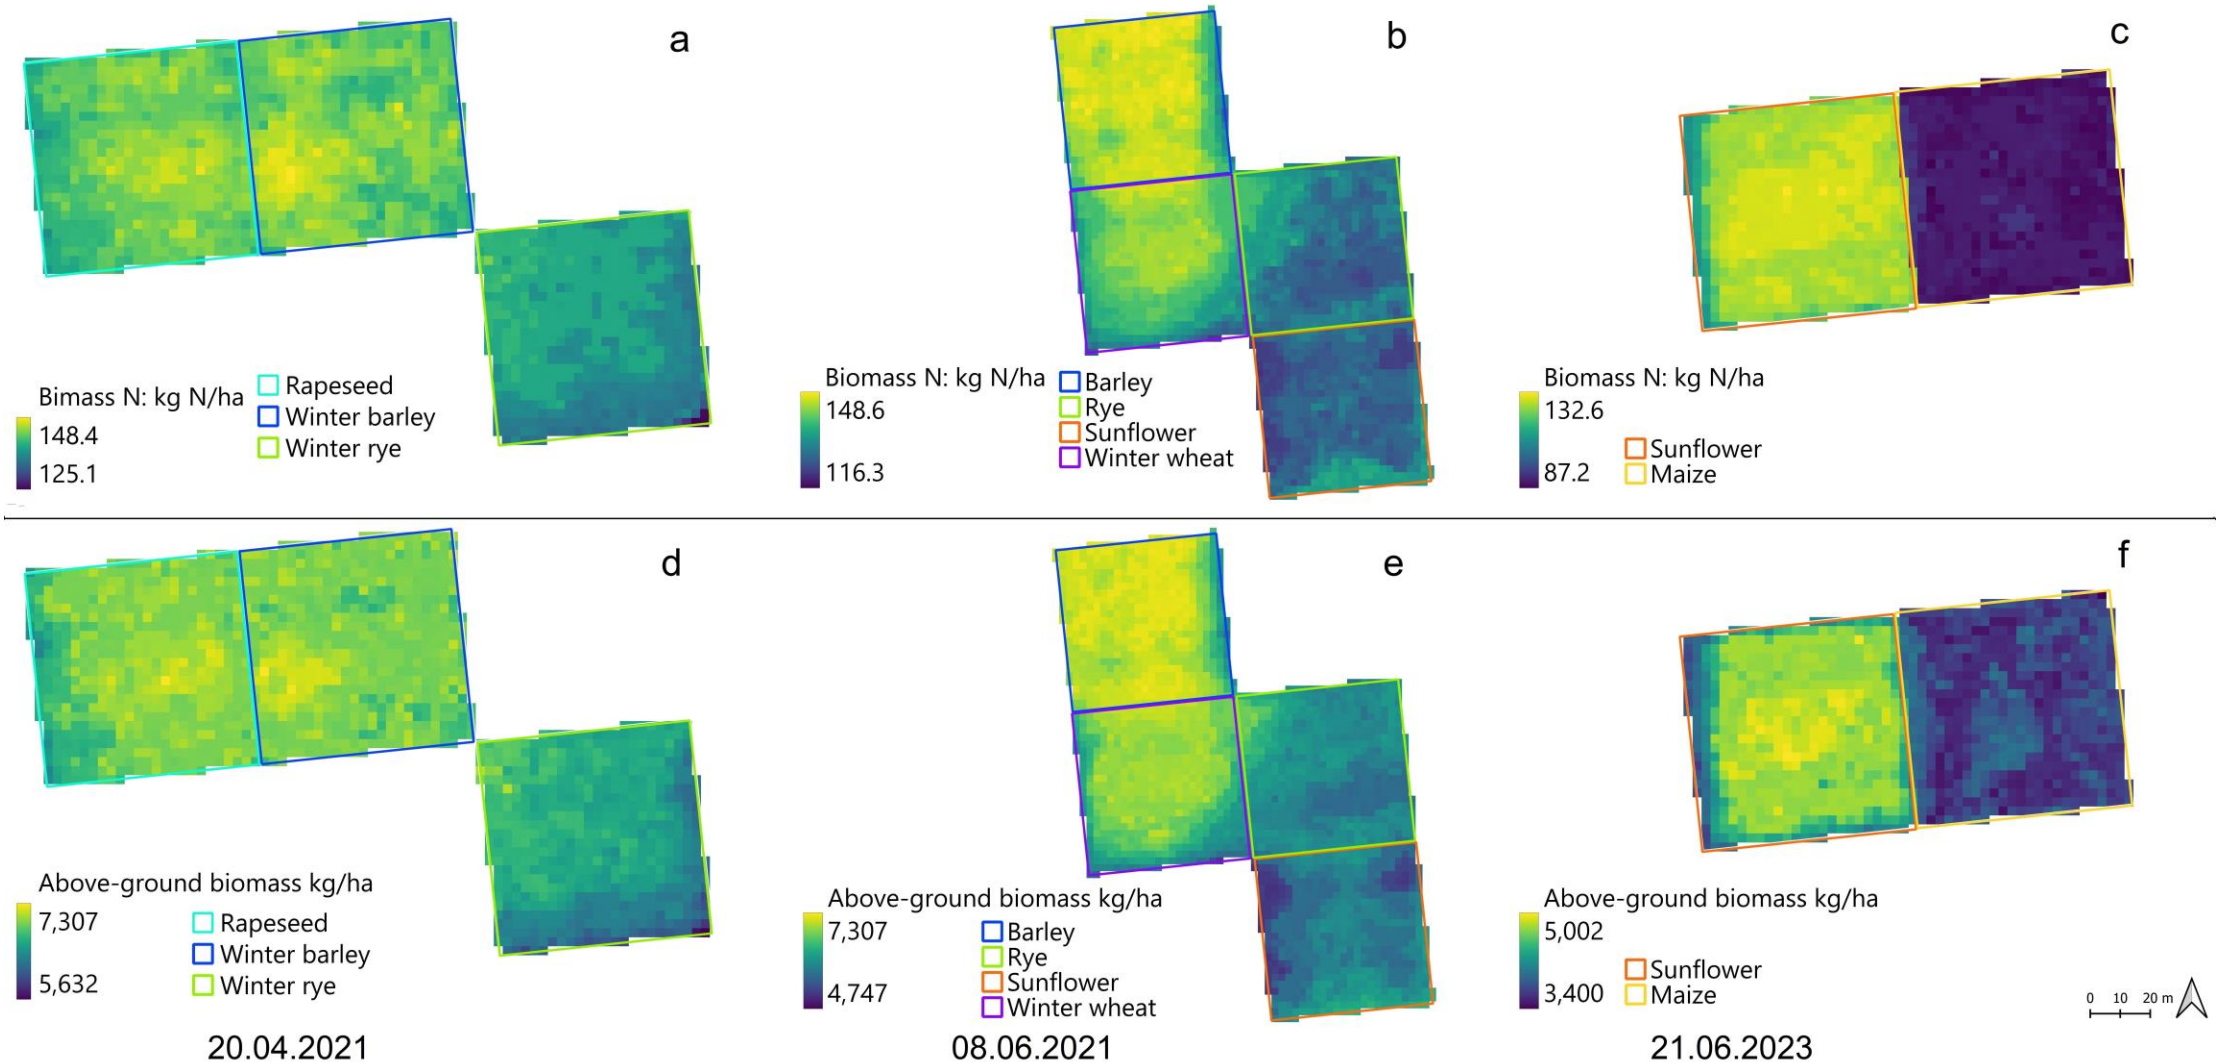 a
Bimass N: kg N/ha
148.4
125.1
Rapeseed
Winter barley
Winter rye
b
Biomass N: kg N/ha
148.6
116.3
Barley
Rye
Sunflower
Winter wheat
c
Biomass N: kg N/ha
132.6
87.2
Sunflower
Maize
d
Above-ground biomass kg/ha
7,307
5,632
Rapeseed
Winter barley
Winter rye
20.04.2021
e
Above-ground biomass kg/ha
7,307
4,747
Barley
Rye
Sunflower
Winter wheat
08.06.2021
f
Above-ground biomass kg/ha
5,002
3,400
Sunflower
Maize
0 10 20 m
21.06.2023